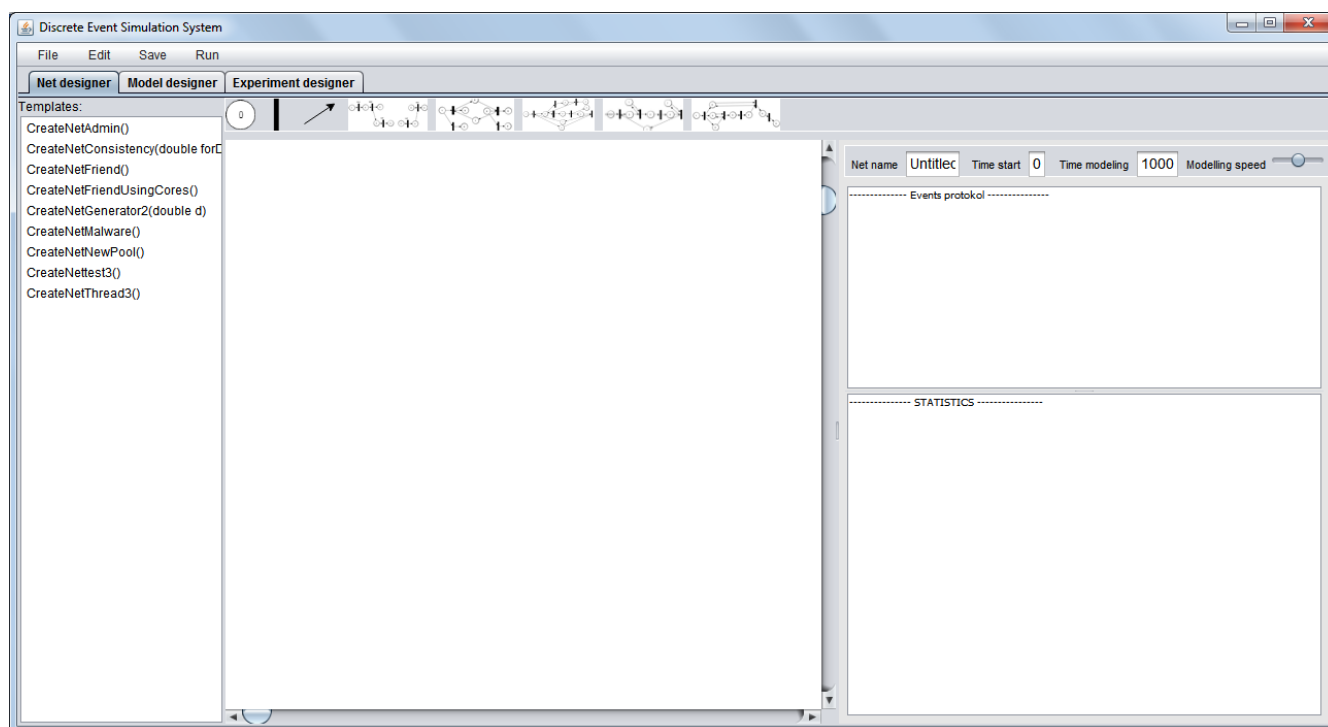 Discrete Event Simulation System
File Edit Save Run
Net designer Model designer Experiment designer
Templates:
0
CreateNetAdmin()
CreateNetConsistency(double forD
CreateNetFriend()
CreateNetFriendUsingCores()
CreateNetGenerator2(double d)
CreateNetMalware()
CreateNetNewPool()
CreateNettest3()
CreateNetThread3()
Net name Untitlec Time start 0 Time modeling 1000 Modelling speed
-------------- Events protokol ---------------
--------------- STATISTICS ----------------